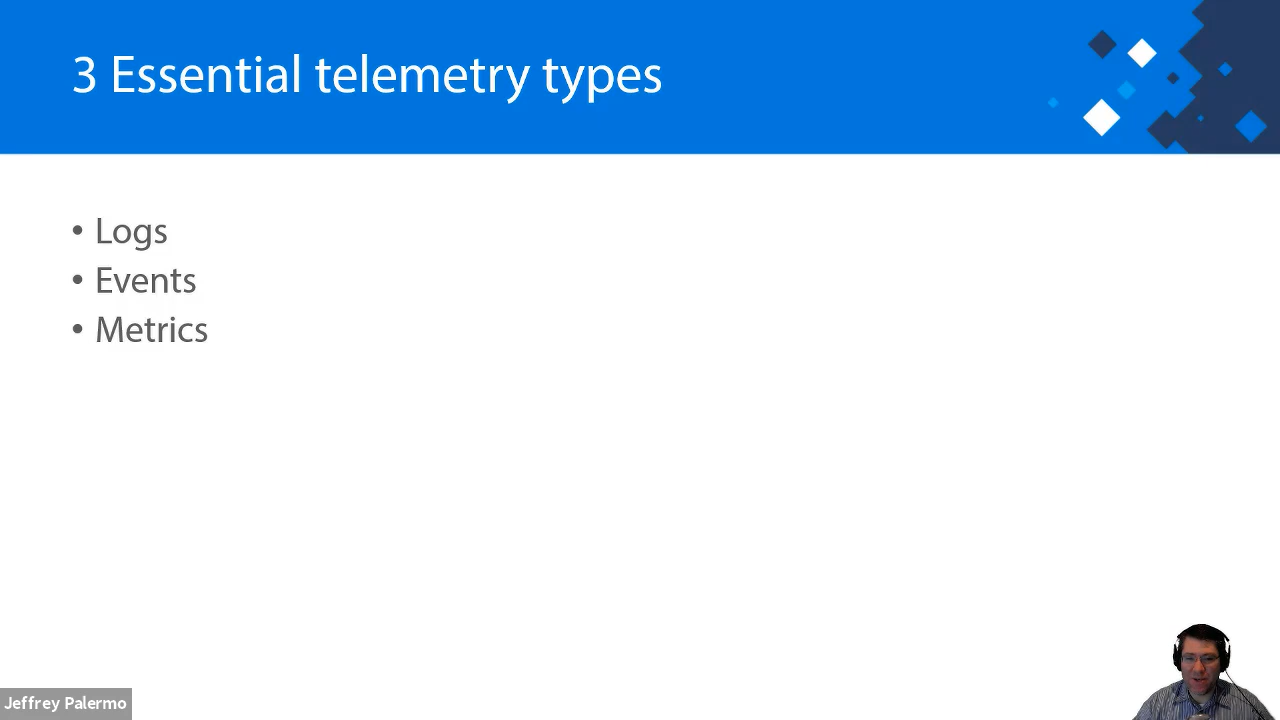 3 Essential telemetry types
• Logs
• Events
• Metrics
Jeffrey Palermo